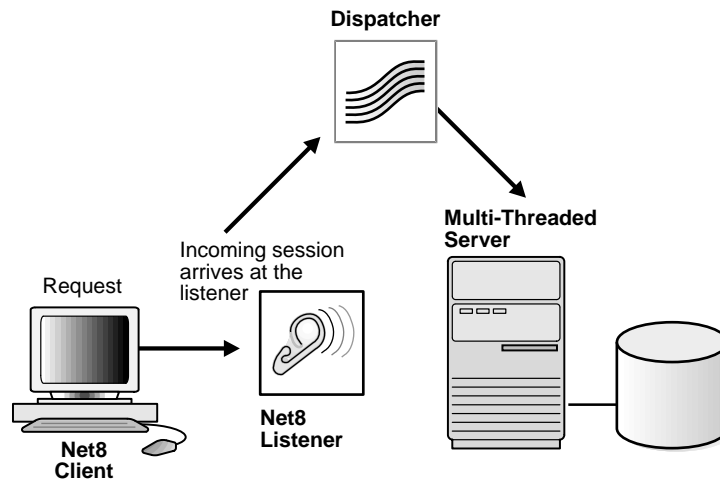 Dispatcher
Multi-Threaded
Server
Incoming session
arrives at the
listener
Request
Net8
Listener
Net8
Client